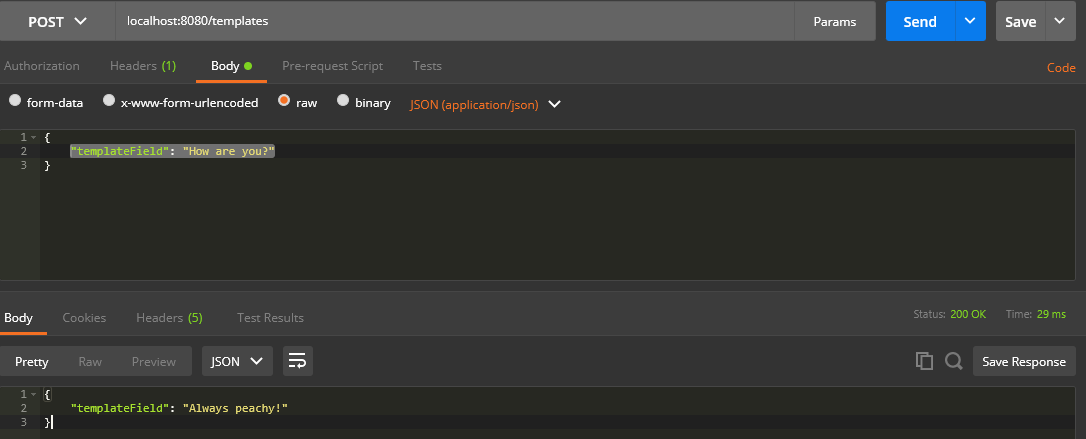 POST localhost:8080/templates Params Send Save
Authorization Headers (1) Body Pre-request Script Tests Code
form-data x-www-form-urlencoded raw binary JSON (application/json)
1 {
2 "templateField": "How are you?"
3 }
Body Cookies Headers (5) Test Results Status: 200 OK Time: 29 ms
Pretty Raw Preview JSON Save Response
1 {
2 "templateField": "Always peachy!"
3 }